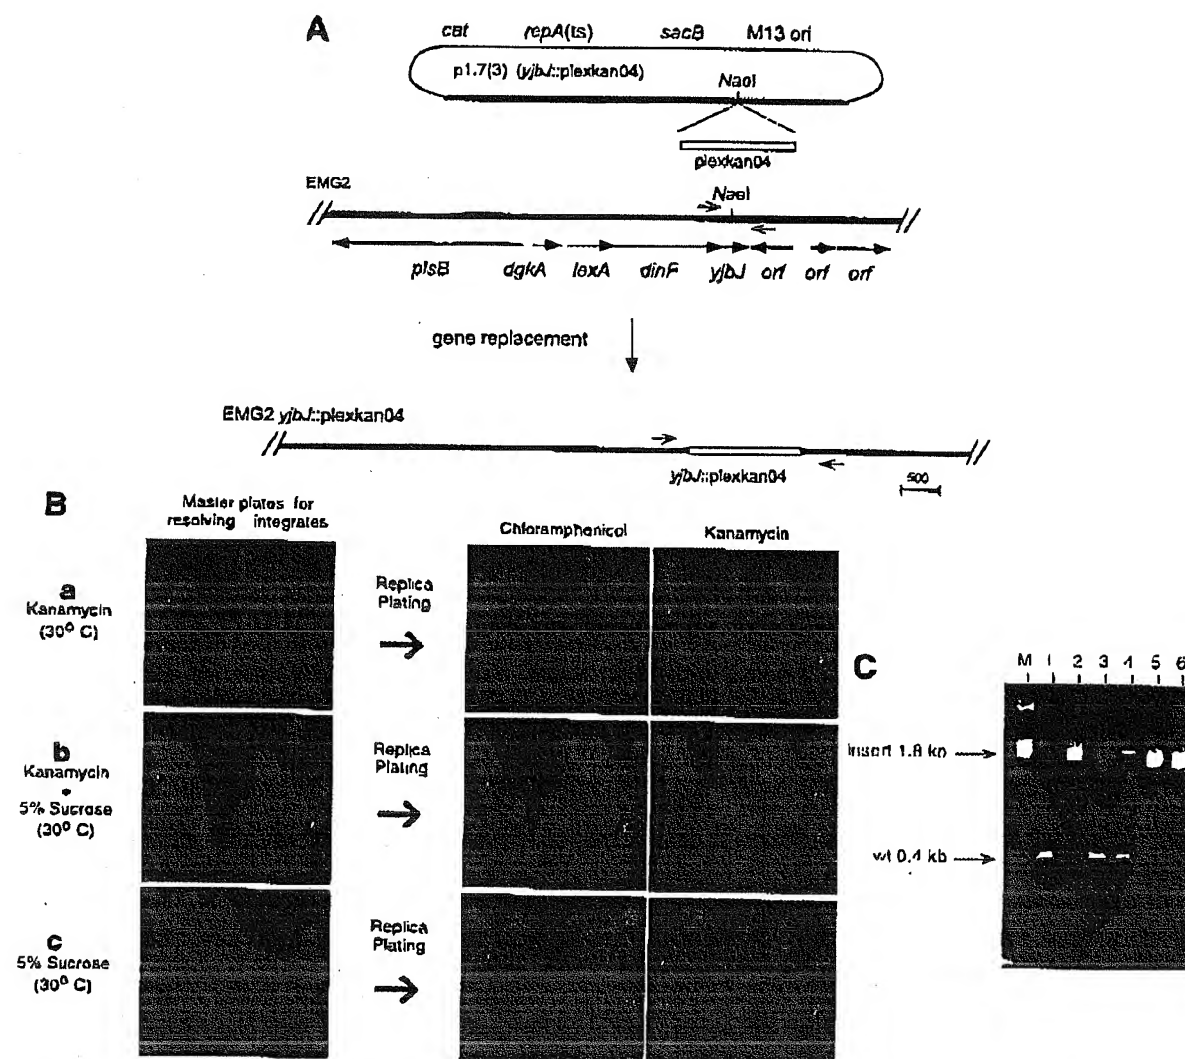 A
cat repA(ts) sacB M13 ori
p1.7(3) (yjbJ::plexkan04)
NaeI
plexkan04
EMG2
NaeI
plsB dgkA lexA dinF yjbJ orf orf orf
gene replacement
EMG2 yjbJ::plexkan04
yjbJ::plexkan04
500
B
Master plates for
resolving integrates
Chloramphenicol
Kanamycin
a
Kanamycin
(30° C)
Replica
Plating
b
Kanamycin
+
5% Sucrose
(30° C)
Replica
Plating
c
5% Sucrose
(30° C)
Replica
Plating
C
M 1 2 3 4 5 6
insert 1.8 kb
wt 0.4 kb